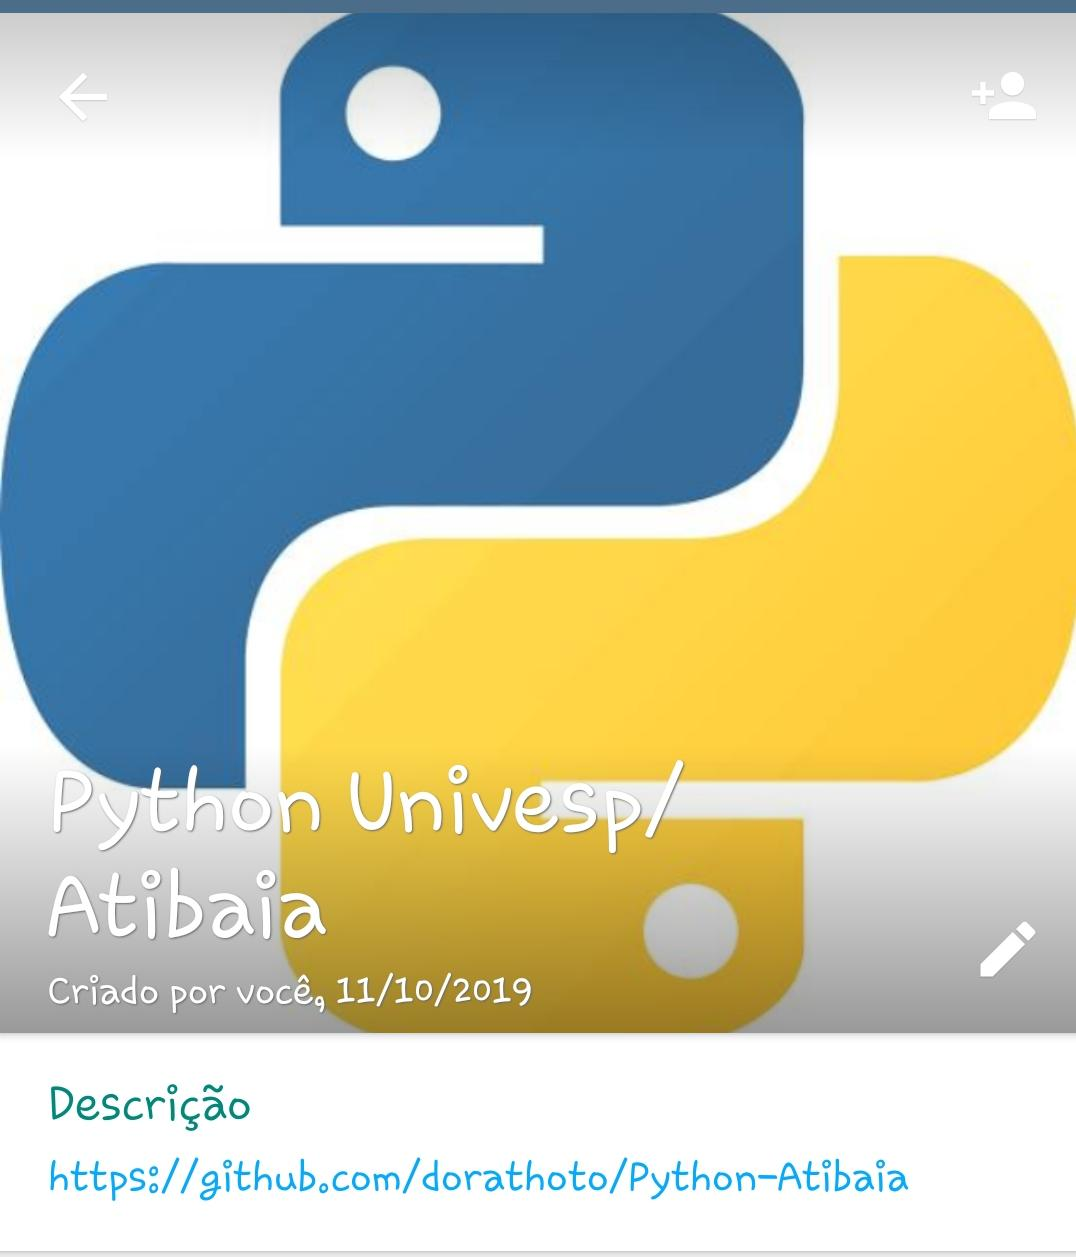 Python Univesp/
Atibaia
Criado por você, 11/10/2019
Descrição
https://github.com/dorathoto/Python-Atibaia